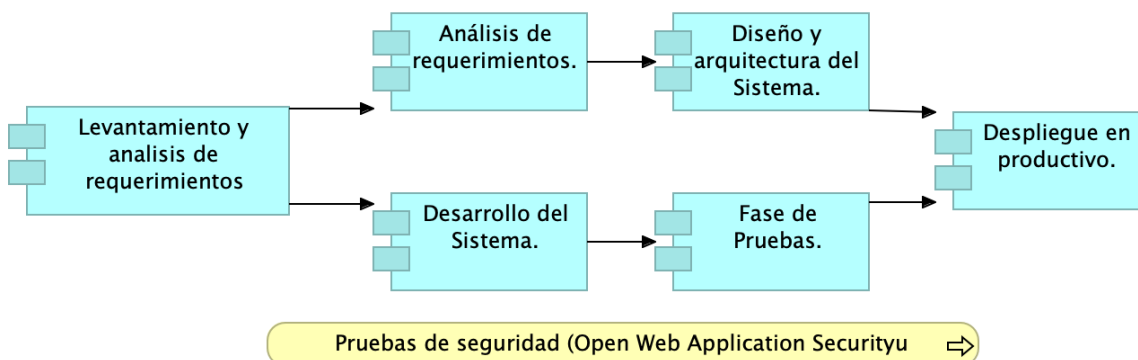 Análisis de
requerimientos.
Diseño y
arquitectura del
Sistema.
Levantamiento y
analisis de
requerimientos
Despliegue en
productivo.
Desarrollo del
Sistema.
Fase de
Pruebas.
Pruebas de seguridad (Open Web Application Securityu